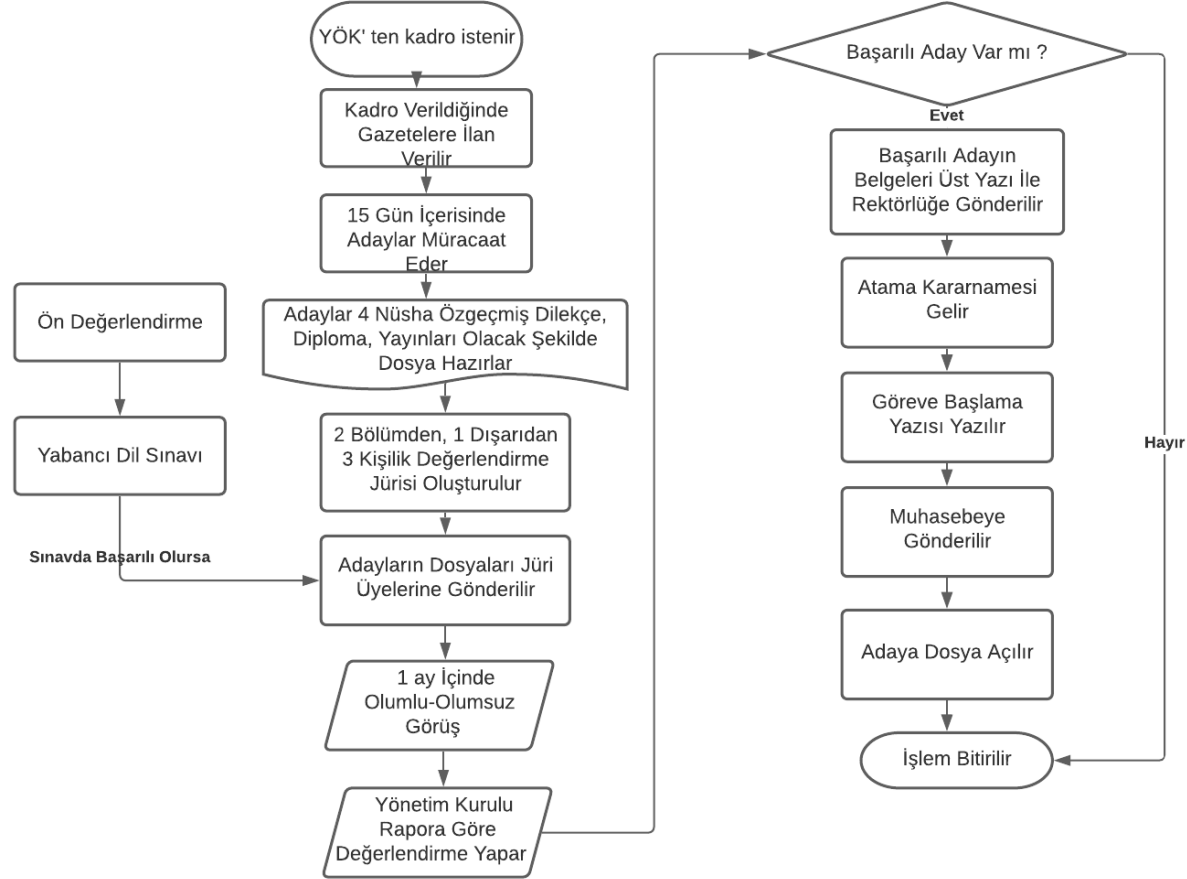 YÖK' ten kadro istenir
Kadro Verildiğinde
Gazetelere İlan
Verilir
15 Gün İçerisinde
Adaylar Müracaat
Eder
Adaylar 4 Nüsha Özgeçmiş Dilekçe,
Diploma, Yayınları Olacak Şekilde
Dosya Hazırlar
Ön Değerlendirme
Yabancı Dil Sınavı
Sınavda Başarılı Olursa
2 Bölümden, 1 Dışarıdan
3 Kişilik Değerlendirme
Jürisi Oluşturulur
Adayların Dosyaları Jüri
Üyelerine Gönderilir
1 ay İçinde
Olumlu-Olumsuz
Görüş
Yönetim Kurulu
Rapora Göre
Değerlendirme Yapar
Başarılı Aday Var mı ?
Evet
Başarılı Adayın
Belgeleri Üst Yazı İle
Rektörlüğe Gönderilir
Atama Kararnamesi
Gelir
Göreve Başlama
Yazısı Yazılır
Muhasebeye
Gönderilir
Adaya Dosya Açılır
İşlem Bitirilir
Hayır